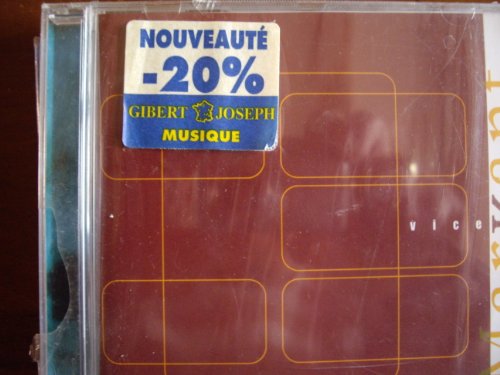 NOUVEAUTÉ
-20%
GIBERT JOSEPH
MUSIQUE
vice